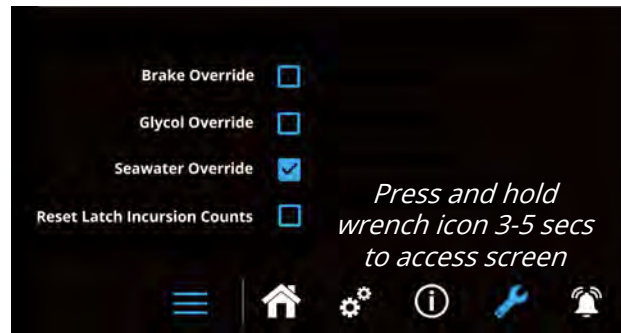 Brake Override
Glycol Override
Seawater Override
Reset Latch Incursion Counts
Press and hold
wrench icon 3-5 secs
to access screen